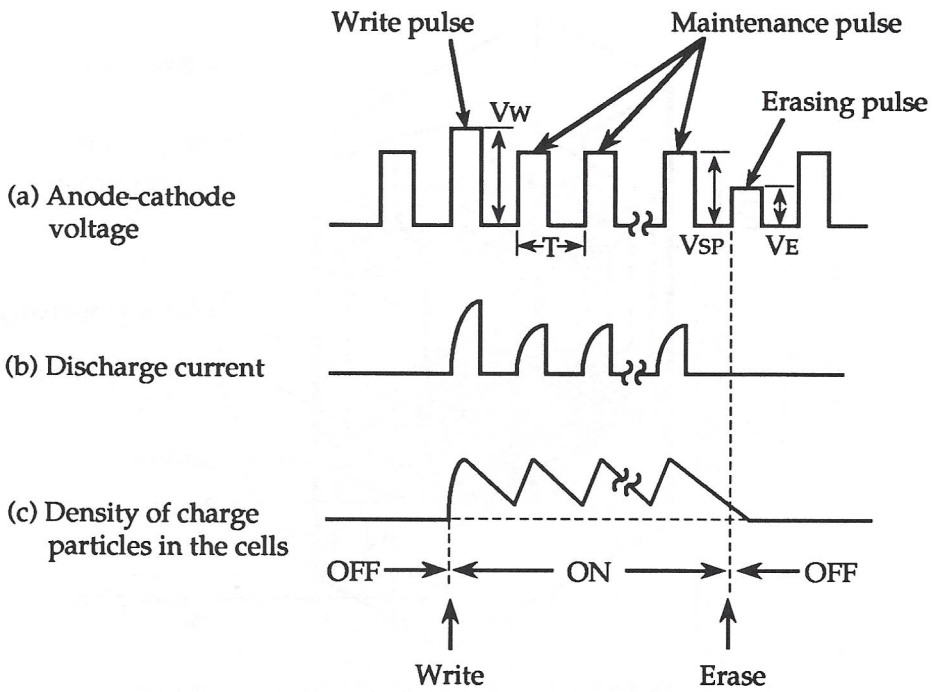 Write pulse
Maintenance pulse
Erasing pulse
VW
(a) Anode-cathode
voltage
T
VSP
VE
(b) Discharge current
(c) Density of charge
particles in the cells
OFF
ON
OFF
Write
Erase